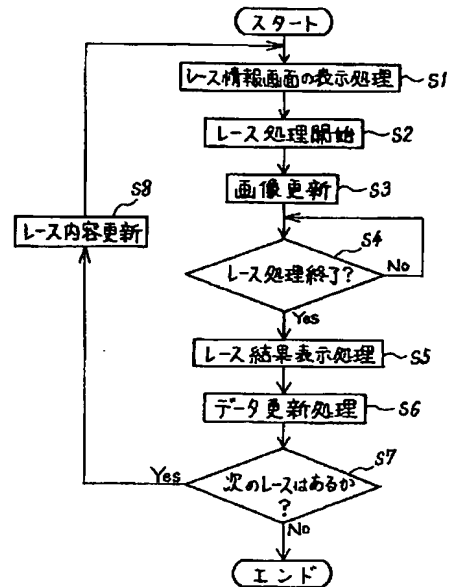 スタート
レース情報画面の表示処理
S1
レース処理開始
S2
画像更新
S3
S8
レース内容更新
S4
レース処理終了?
No
Yes
レース結果表示処理
S5
データ更新処理
S6
S7
Yes
次のレースはあるか
?
No
エンド